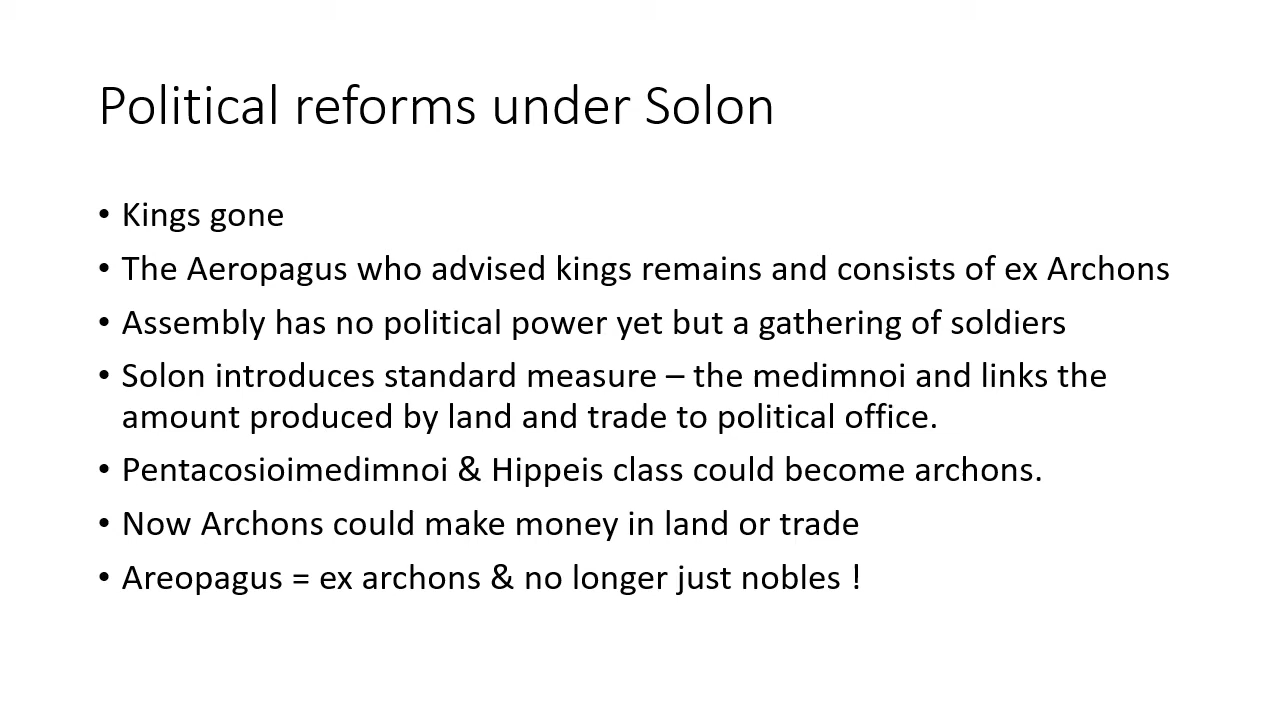 Political reforms under Solon
• Kings gone
• The Aeropagus who advised kings remains and consists of ex Archons
• Assembly has no political power yet but a gathering of soldiers
• Solon introduces standard measure – the medimnoi and links the
amount produced by land and trade to political office.
• Pentacosioimedimnoi & Hippeis class could become archons.
• Now Archons could make money in land or trade
• Areopagus = ex archons & no longer just nobles !